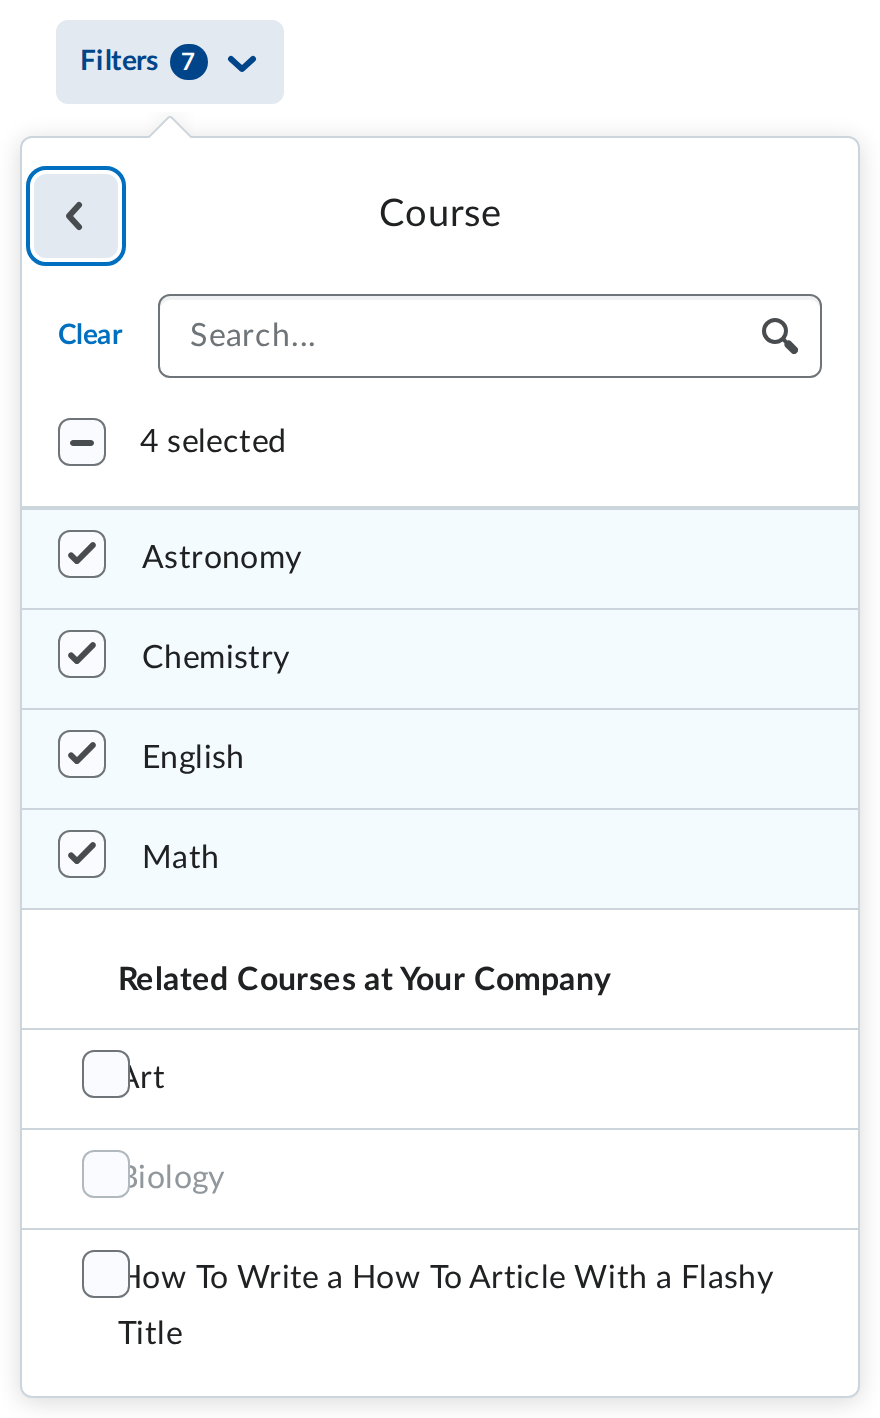 Filters 7
Course
Clear
Search...
4 selected
Astronomy
Chemistry
English
Math
Related Courses at Your Company
Art
Biology
How To Write a How To Article With a Flashy
Title